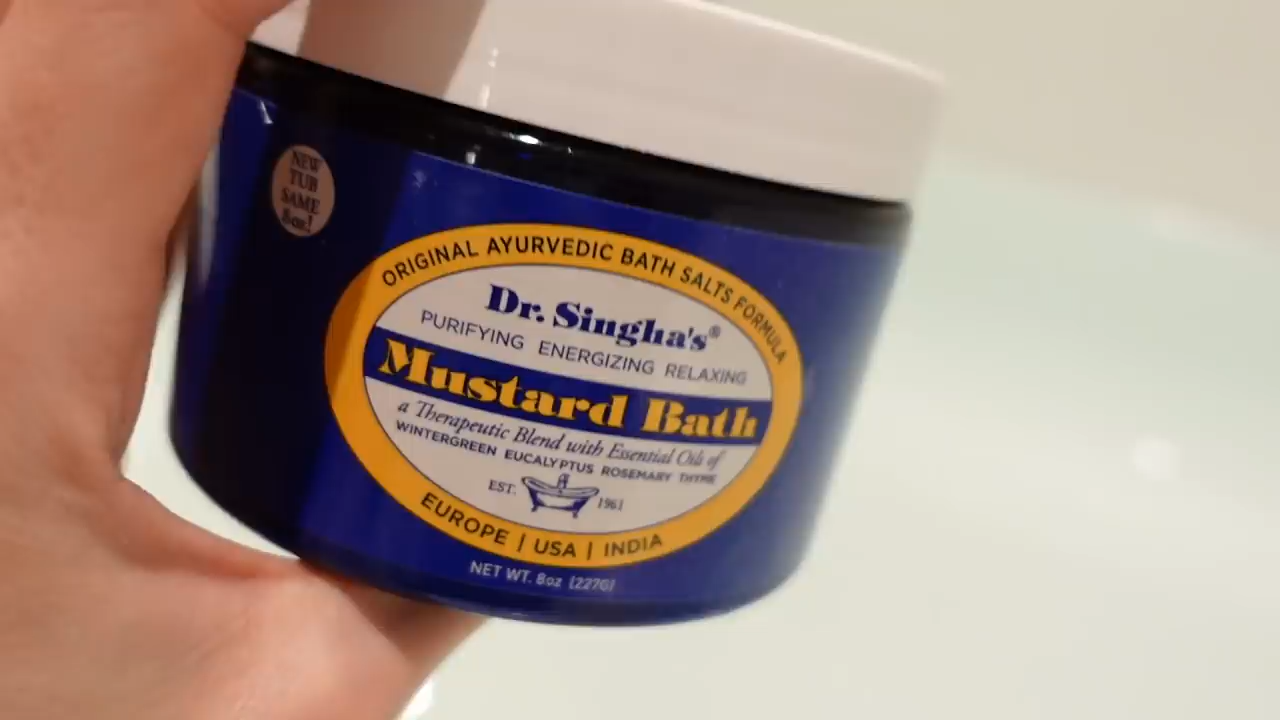 NEW
TUB
SAME
8oz!
ORIGINAL AYURVEDIC BATH SALTS FORMULA
Dr. Singha's®
PURIFYING ENERGIZING RELAXING
Mustard Bath
a Therapeutic Blend with Essential Oils of
WINTERGREEN EUCALYPTUS ROSEMARY THYME
EST. 1961
EUROPE | USA | INDIA
NET WT. 8oz (227G)